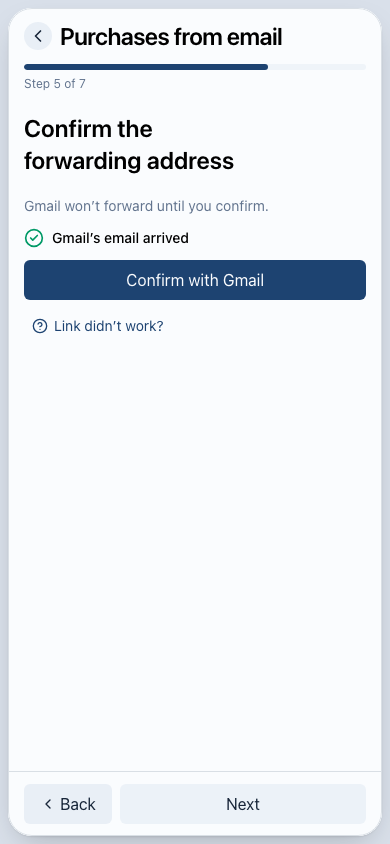 Purchases from email
Step 5 of 7
Confirm the
forwarding address
Gmail won’t forward until you confirm.
Gmail’s email arrived
Confirm with Gmail
Link didn’t work?
Back
Next